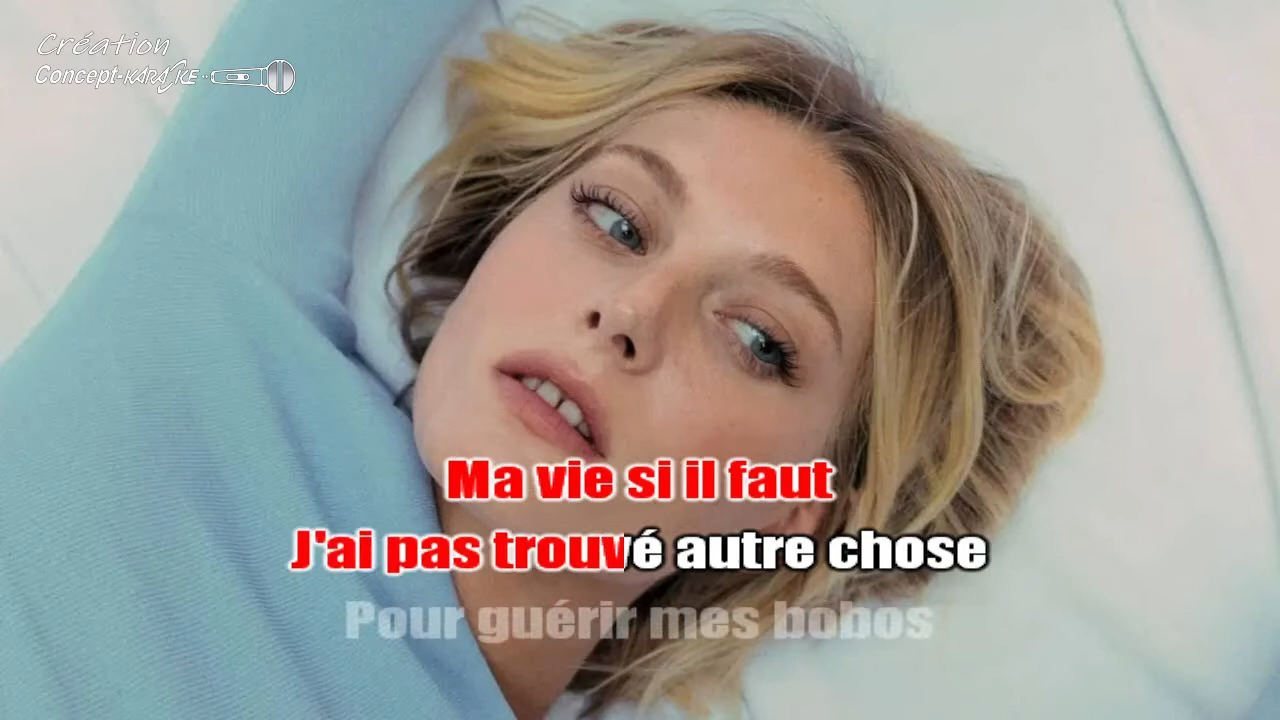 Création
Concept-KARAOKE
Ma vie si il faut
J'ai pas trouvé autre chose
Pour guérir mes bobos